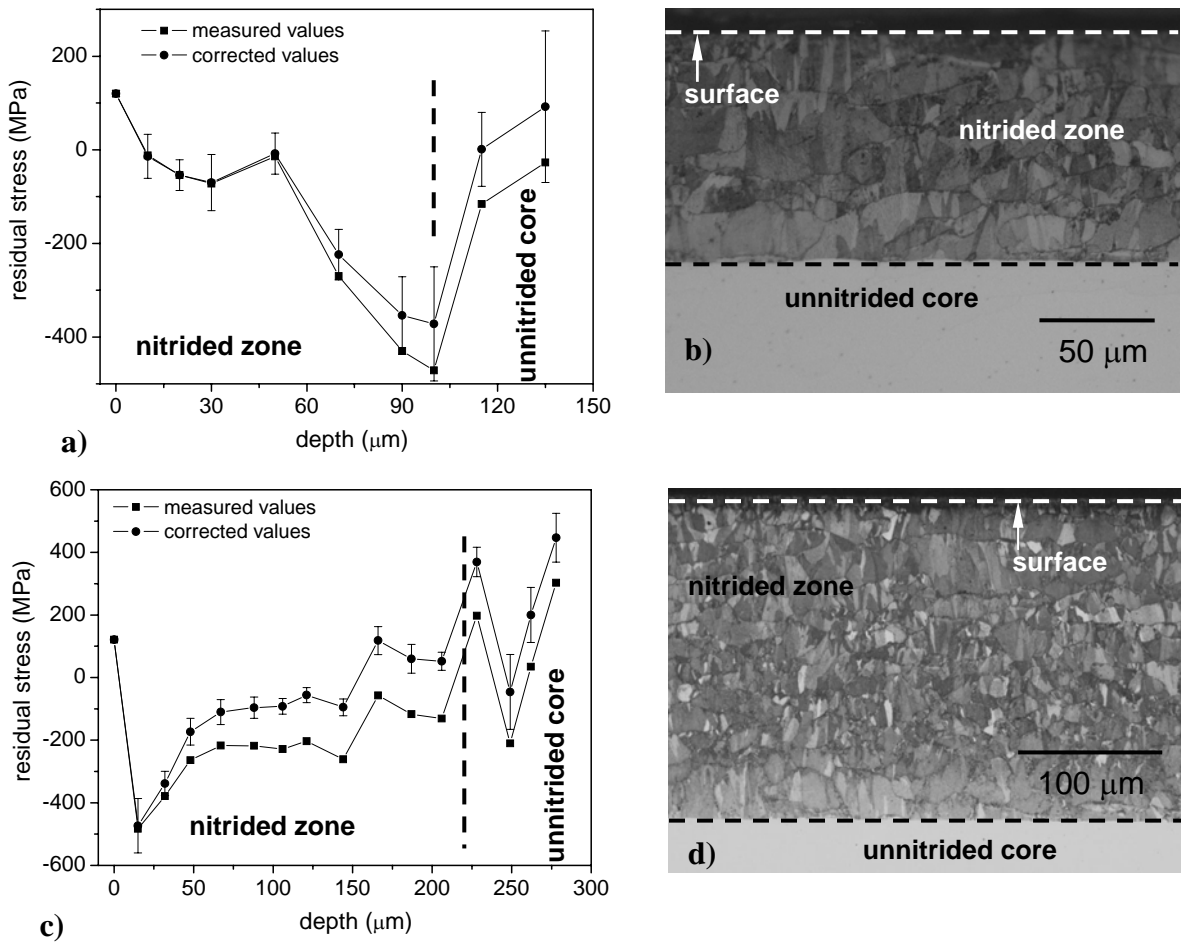 measured values
corrected values
200
0
-200
-400
residual stress (MPa)
nitrided zone
unnitrided core
0 30 60 90 120 150
depth (μm)
a)
surface
nitrided zone
unnitrided core
50 μm
b)
600
400
200
0
-200
-400
-600
residual stress (MPa)
measured values
corrected values
nitrided zone
unnitrided core
0 50 100 150 200 250 300
depth (μm)
c)
surface
nitrided zone
100 μm
unnitrided core
d)